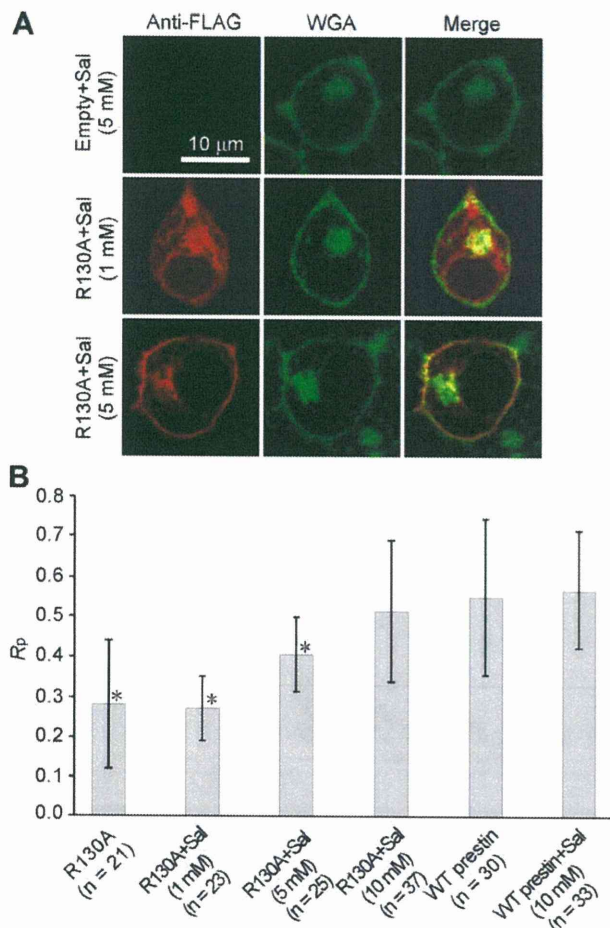 A
Anti-FLAG
WGA
Merge
Empty+Sal
(5 mM)
10 μm
R130A+Sal
(1 mM)
R130A+Sal
(5 mM)
B
0.8
0.7
0.6
0.5
0.4
0.3
0.2
0.1
0.0
Rp
*
*
*
R130A
(n = 21)
R130A+Sal
(1 mM)
(n = 23)
R130A+Sal
(5 mM)
(n = 25)
R130A+Sal
(10 mM)
(n = 37)
WT prestin
(n = 30)
WT prestin+Sal
(10 mM)
(n = 33)